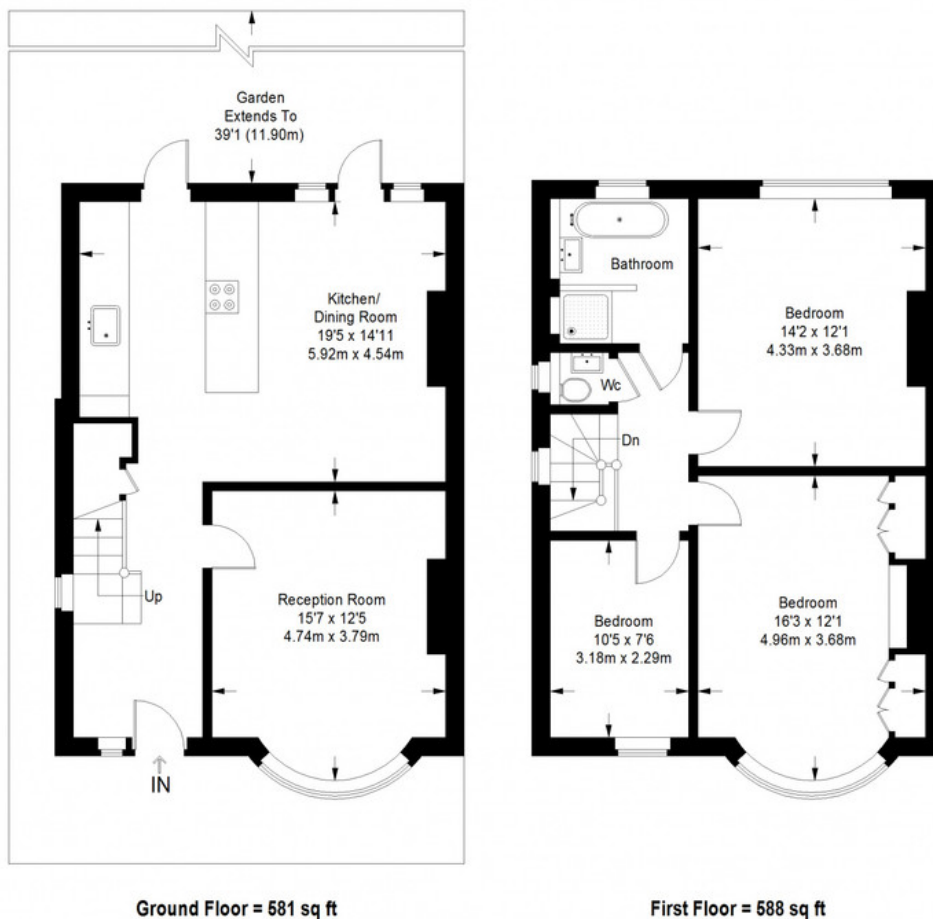 Garden
Extends To
39'1 (11.90m)
Kitchen/
Dining Room
19'5 x 14'11
5.92m x 4.54m
Up
Reception Room
15'7 x 12'5
4.74m x 3.79m
IN
Ground Floor = 581 sq ft
Bathroom
Bedroom
14'2 x 12'1
4.33m x 3.68m
Wc
Dn
Bedroom
10'5 x 7'6
3.18m x 2.29m
Bedroom
16'3 x 12'1
4.96m x 3.68m
First Floor = 588 sq ft